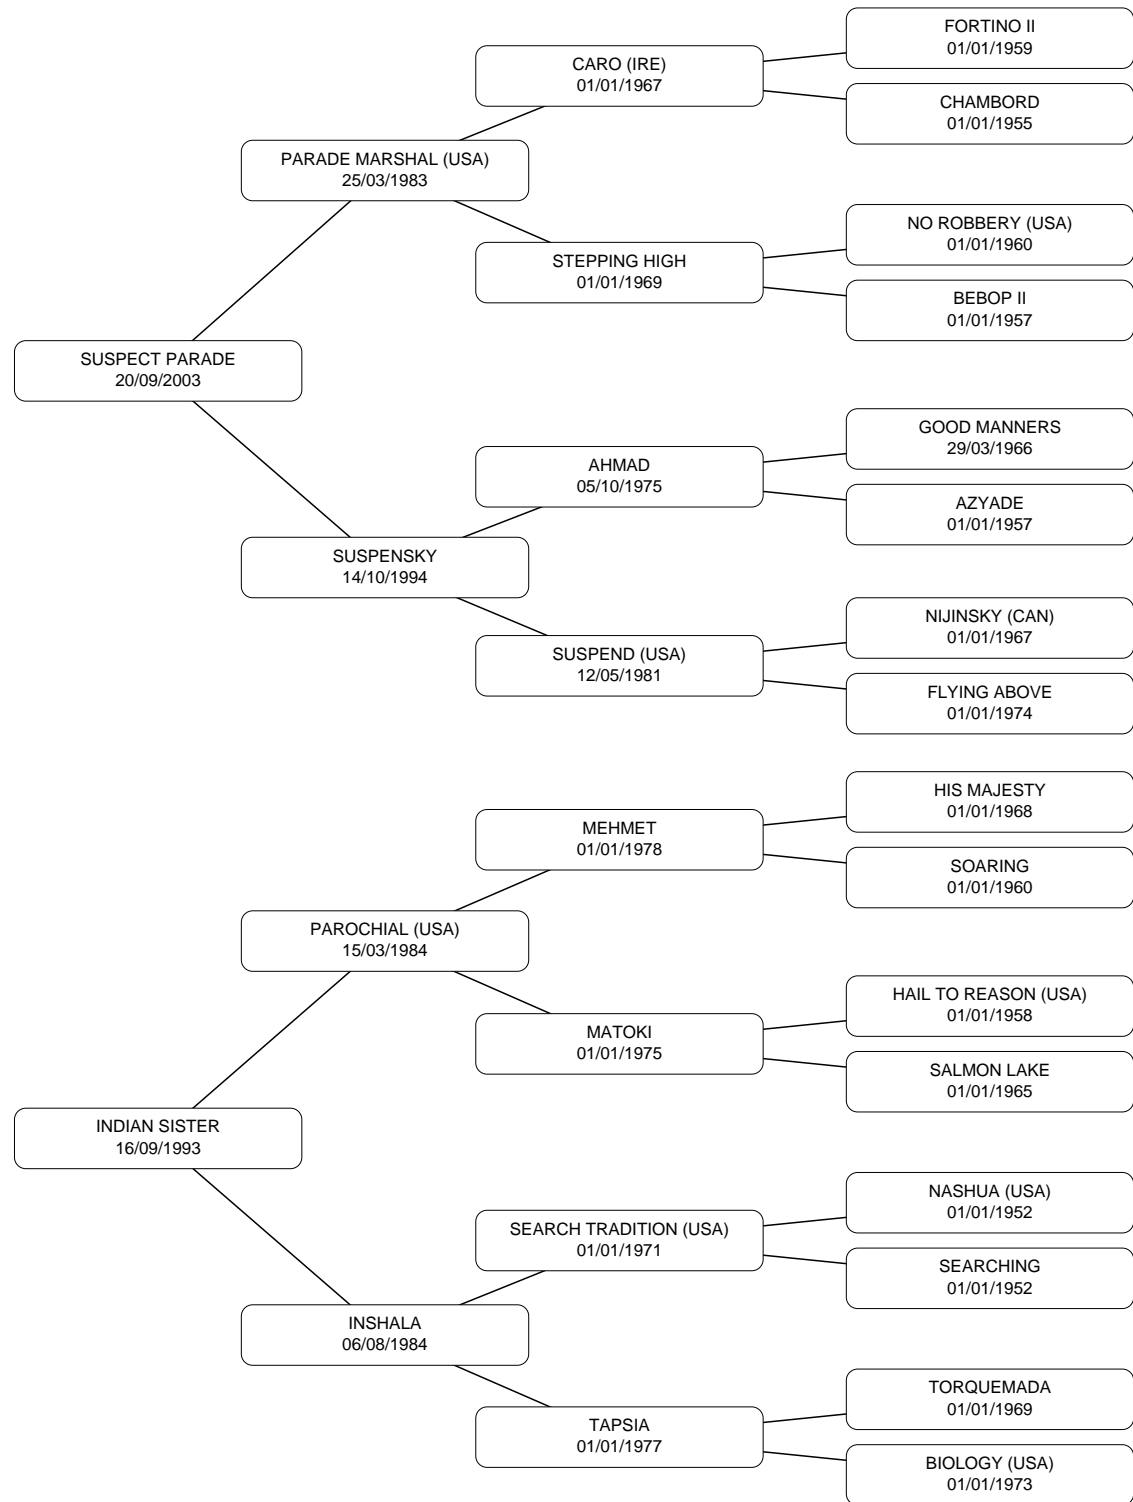 FORTINO II
01/01/1959
CARO (IRE)
01/01/1967
CHAMBORD
01/01/1955
PARADE MARSHAL (USA)
25/03/1983
NO ROBBERY (USA)
01/01/1960
STEPPING HIGH
01/01/1969
BEBOP II
01/01/1957
SUSPECT PARADE
20/09/2003
GOOD MANNERS
29/03/1966
AHMAD
05/10/1975
AZYADE
01/01/1957
SUSPENSKY
14/10/1994
NIJINSKY (CAN)
01/01/1967
SUSPEND (USA)
12/05/1981
FLYING ABOVE
01/01/1974
HIS MAJESTY
01/01/1968
MEHMET
01/01/1978
SOARING
01/01/1960
PAROCHIAL (USA)
15/03/1984
HAIL TO REASON (USA)
01/01/1958
MATOKI
01/01/1975
SALMON LAKE
01/01/1965
INDIAN SISTER
16/09/1993
NASHUA (USA)
01/01/1952
SEARCH TRADITION (USA)
01/01/1971
SEARCHING
01/01/1952
INSHALA
06/08/1984
TORQUEMADA
01/01/1969
TAPSIA
01/01/1977
BIOLOGY (USA)
01/01/1973